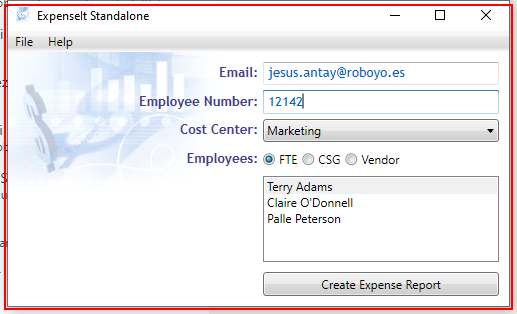 ExpenseIt Standalone
File Help
Email: jesus.antay@roboyo.es
Employee Number: 12142
Cost Center: Marketing
Employees: FTE CSG Vendor
Terry Adams
Claire O'Donnell
Palle Peterson
Create Expense Report